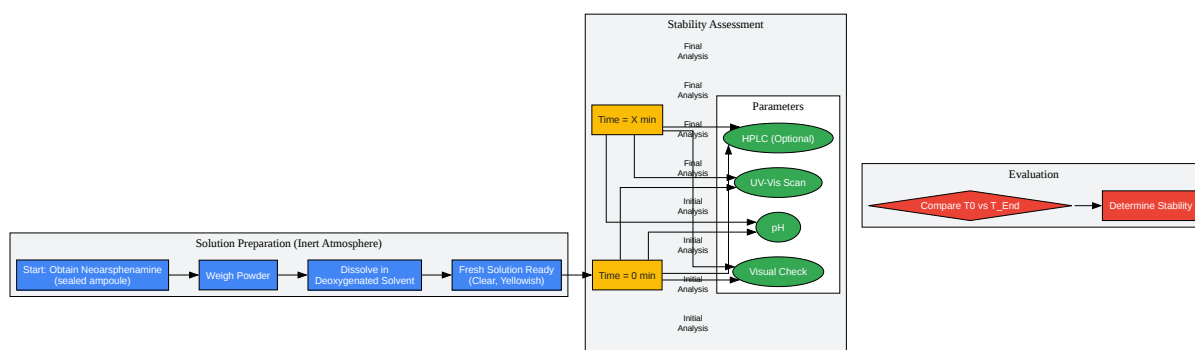 Solution Preparation (Inert Atmosphere)
Start: Obtain Neoarsphenamine
(sealed ampoule)
Weigh Powder
Dissolve in
Deoxygenated Solvent
Fresh Solution Ready
(Clear, Yellowish)
Stability Assessment
Final
Analysis
Final
Analysis
Final
Analysis
Final
Analysis
Initial
Analysis
Initial
Analysis
Initial
Analysis
Initial
Analysis
Time = X min
Time = 0 min
Parameters
HPLC (Optional)
UV-Vis Scan
pH
Visual Check
Evaluation
Compare T0 vs T_End
Determine Stability